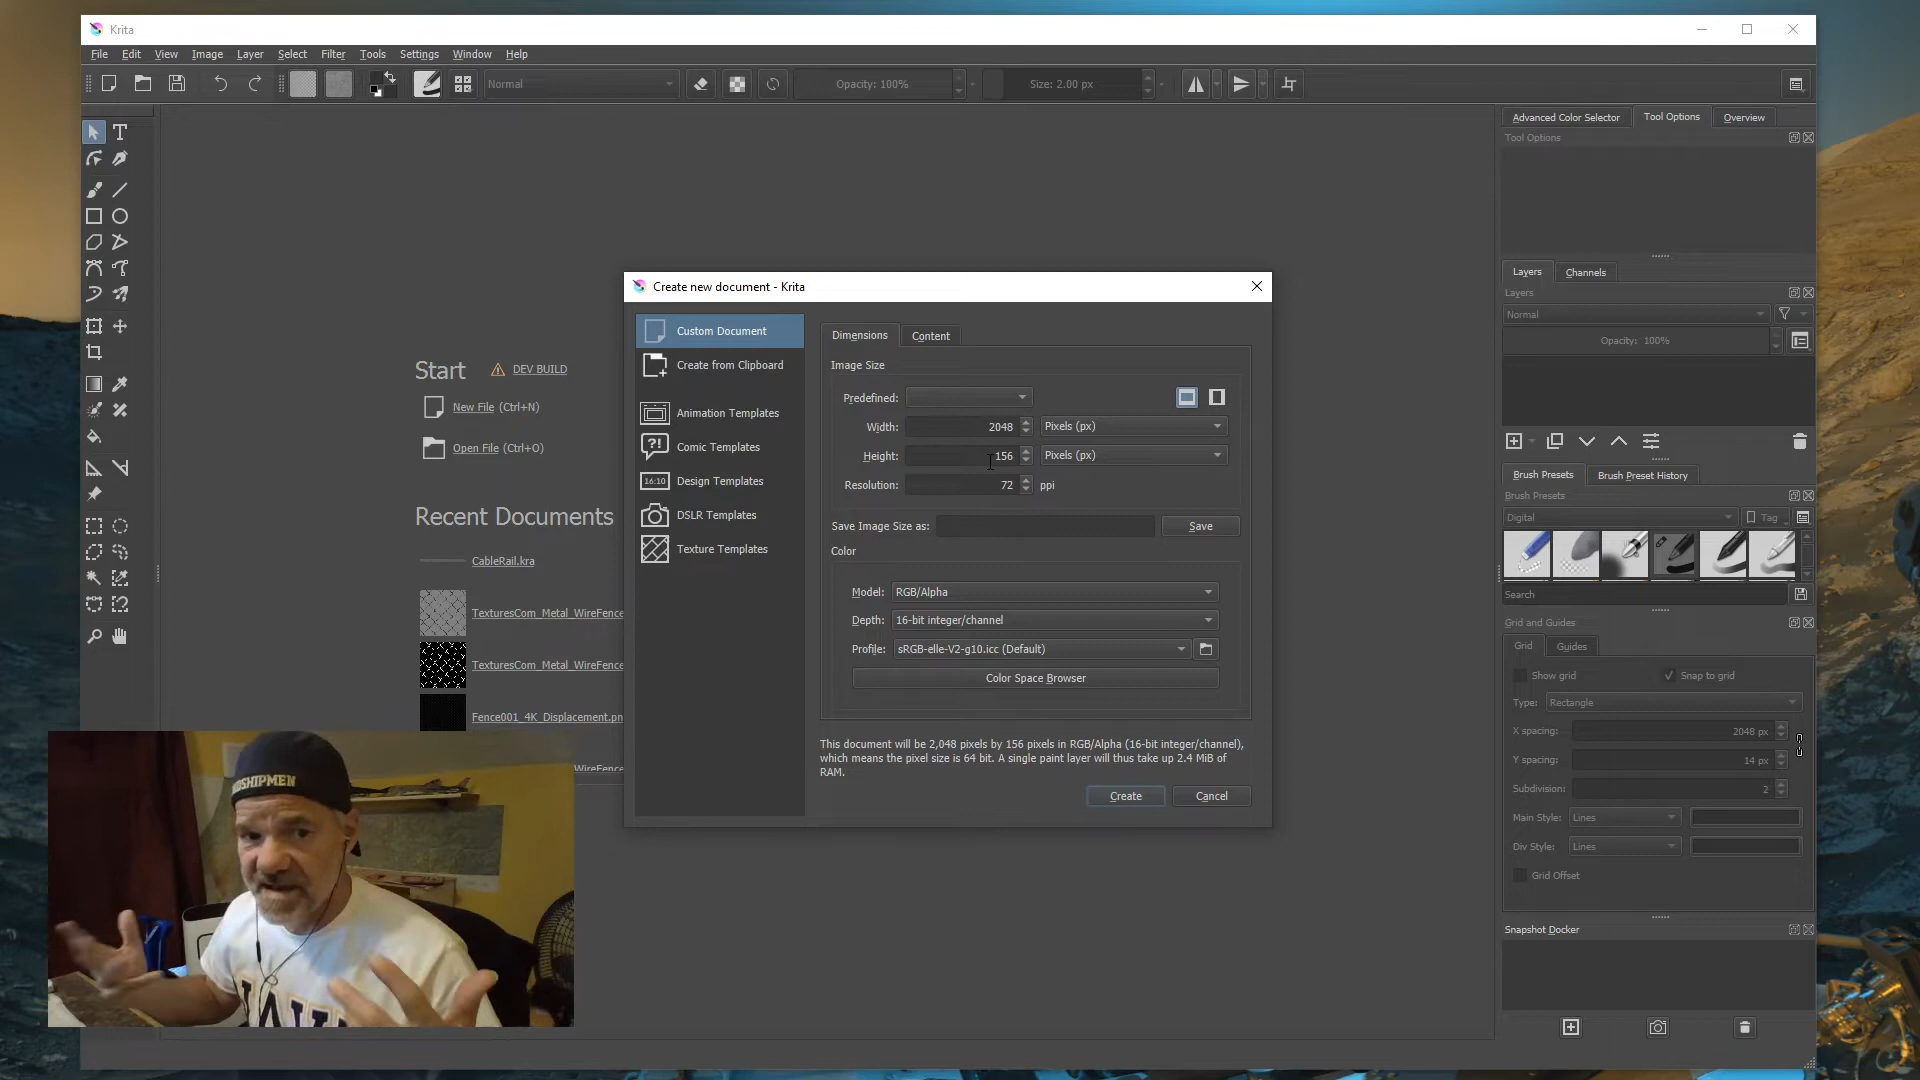 Krita
File Edit View Image Layer Select Filter Tools Settings Window Help
Normal Opacity: 100% Size: 2.00 px
Advanced Color Selector Tool Options Overview
Tool Options
Layers Channels
Layers
Normal
Opacity: 100%
Brush Presets Brush Preset History
Brush Presets
Digital Tag
Search
Grid and Guides
Grid Guides
Show grid Snap to grid
Type: Rectangle
X spacing: 2048 px
Y spacing: 14 px
Subdivision: 2
Main Style: Lines
Div Style: Lines
Grid Offset
Snapshot Docker
Start DEV BUILD
New File (Ctrl+N)
Open File (Ctrl+O)
Recent Documents
CableRail.kra
TexturesCom_Metal_WireFence
TexturesCom_Metal_WireFence
Fence001_4K_Displacement.pn
WireFence
Create new document - Krita
Custom Document
Create from Clipboard
Animation Templates
?! Comic Templates
16:10 Design Templates
DSLR Templates
Texture Templates
Dimensions Content
Image Size
Predefined:
Width: 2048 Pixels (px)
Height: 156 Pixels (px)
Resolution: 72 ppi
Save Image Size as: Save
Color
Model: RGB/Alpha
Depth: 16-bit integer/channel
Profile: sRGB-elle-V2-g10.icc (Default)
Color Space Browser
This document will be 2,048 pixels by 156 pixels in RGB/Alpha (16-bit integer/channel),
which means the pixel size is 64 bit. A single paint layer will thus take up 2.4 MiB of
RAM.
Create Cancel